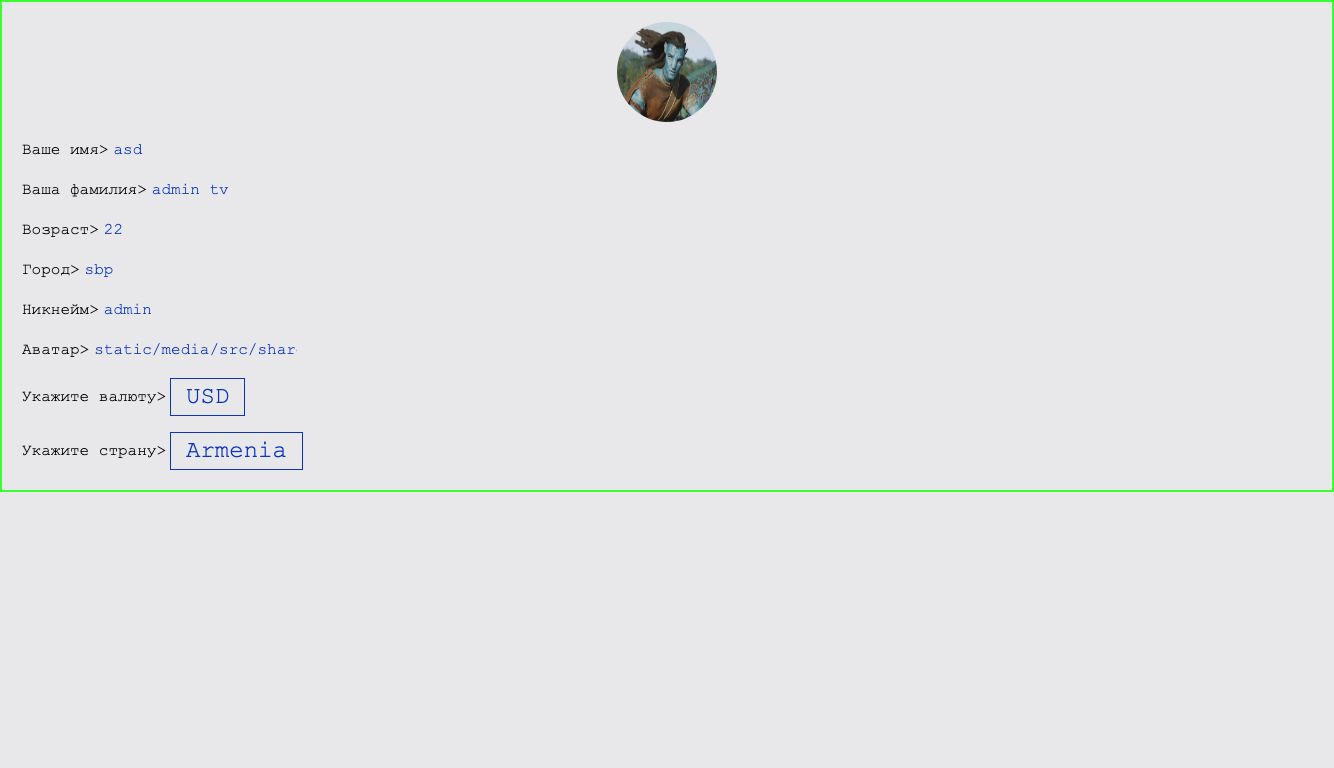 Ваше имя> asd
Ваша фамилия> admin tv
Возраст> 22
Город> sbp
Никнейм> admin
Аватар> static/media/src/shar
Укажите валюту> USD
Укажите страну> Armenia